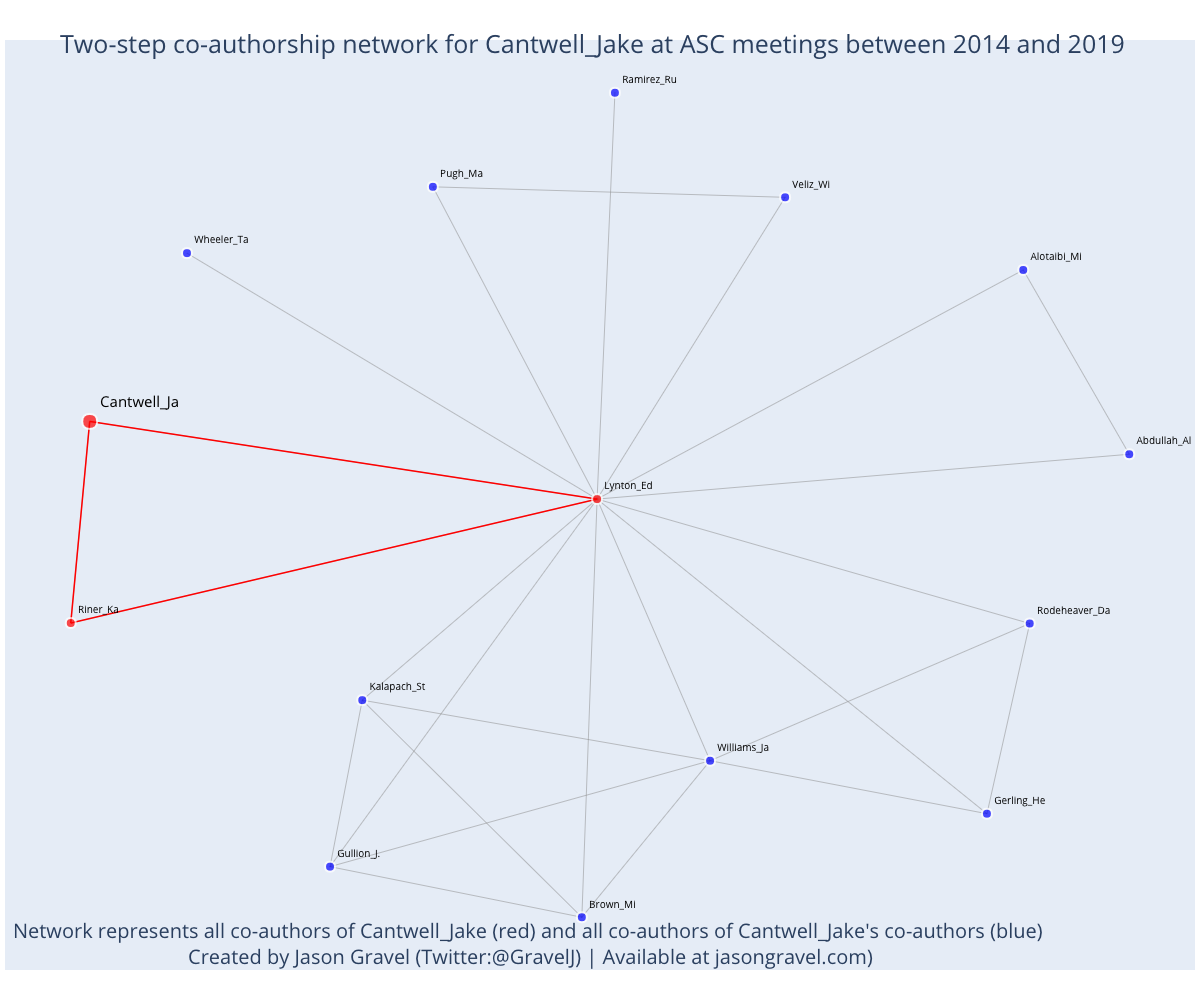 Two-step co-authorship network for Cantwell_Jake at ASC meetings between 2014 and 2019
Ramirez_Ru
Pugh_Ma
Veliz_Wi
Wheeler_Ta
Alotaibi_Mi
Cantwell_Ja
Abdullah_Al
Lynton_Ed
Riner_Ka
Rodeheaver_Da
Kalapach_St
Williams_Ja
Gerling_He
Gullion_J.
Brown_Mi
Network represents all co-authors of Cantwell_Jake (red) and all co-authors of Cantwell_Jake's co-authors (blue)
Created by Jason Gravel (Twitter:@GravelJ) | Available at jasongravel.com)